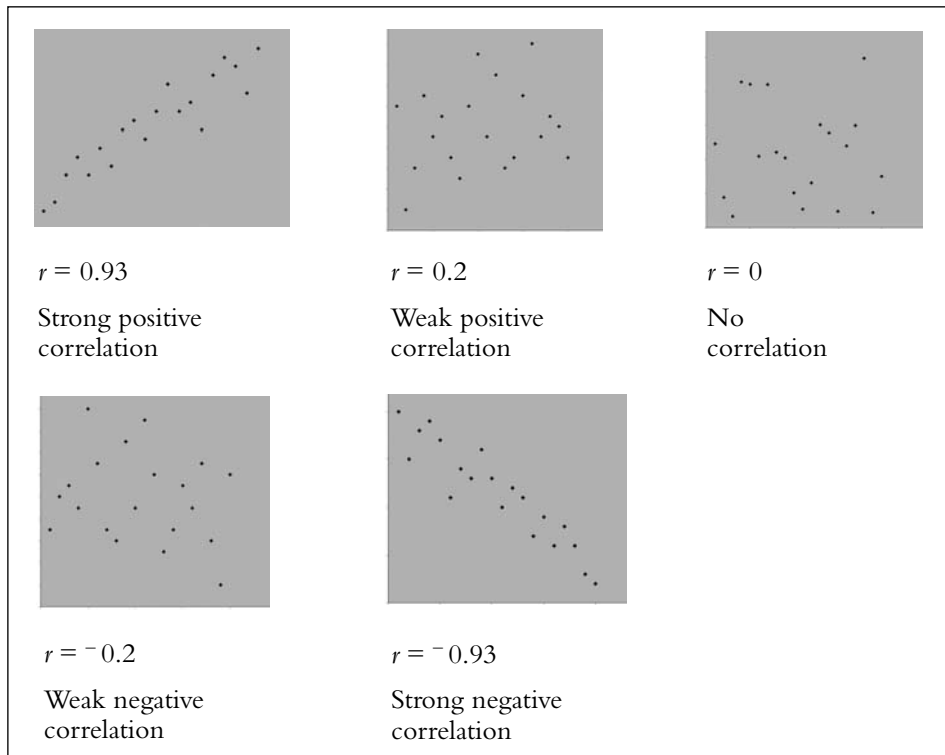 r = 0.93
Strong positive
correlation
r = 0.2
Weak positive
correlation
r = 0
No
correlation
r = ⁻0.2
Weak negative
correlation
r = ⁻0.93
Strong negative
correlation